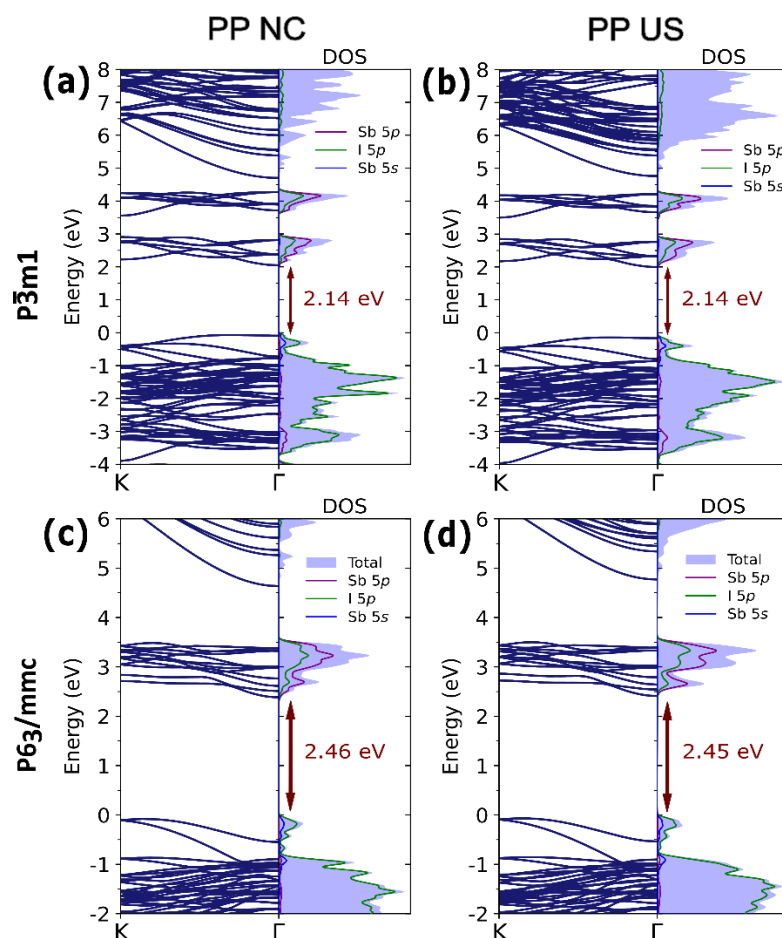 PP NC
PP US
(a)
DOS
Energy (eV)
8
7
6
5
4
3
2
1
0
-1
-2
-3
-4
K
Γ
Sb 5p
I 5p
Sb 5s
2.14 eV
(b)
DOS
Energy (eV)
8
7
6
5
4
3
2
1
0
-1
-2
-3
-4
K
Γ
Sb 5p
I 5p
Sb 5s
2.14 eV
P3̄m1
(c)
DOS
Energy (eV)
6
5
4
3
2
1
0
-1
-2
K
Γ
Total
Sb 5p
I 5p
Sb 5s
2.46 eV
(d)
DOS
Energy (eV)
6
5
4
3
2
1
0
-1
-2
K
Γ
Total
Sb 5p
I 5p
Sb 5s
2.45 eV
P6₃/mmc